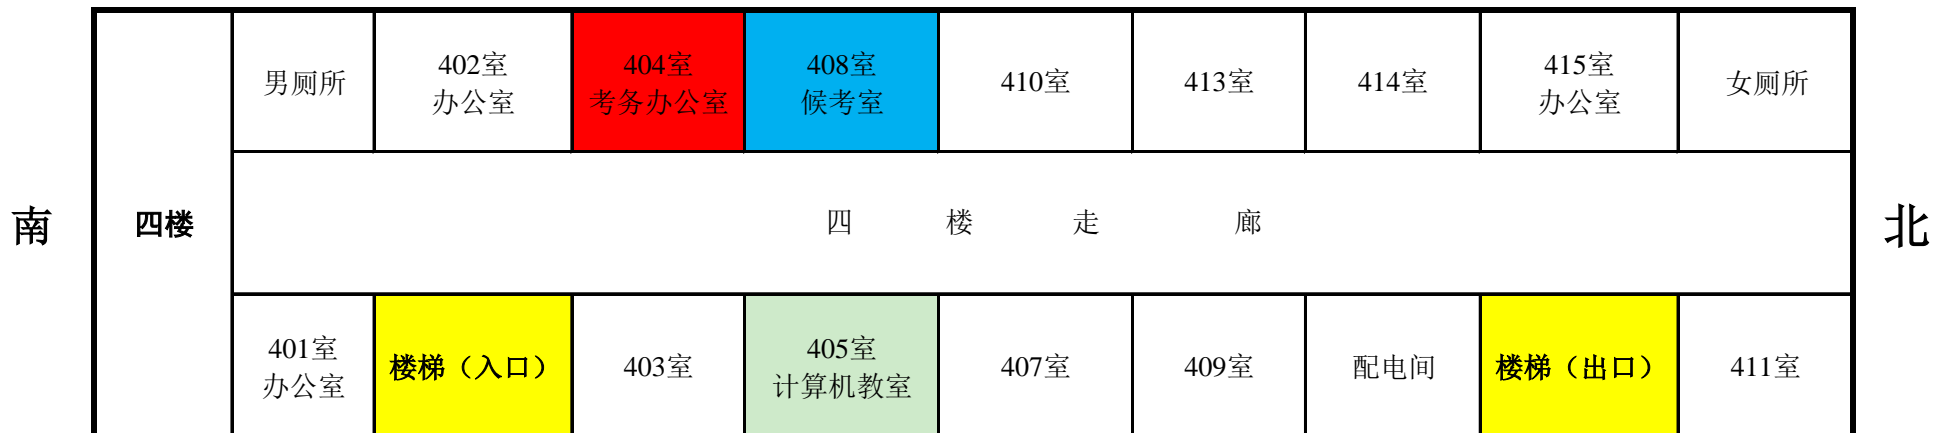 男厕所
402室
办公室
404室
考务办公室
408室
候考室
410室
413室
414室
415室
办公室
女厕所
南
四楼
四 楼 走 廊
北
401室
办公室
楼梯（入口）
403室
405室
计算机教室
407室
409室
配电间
楼梯（出口）
411室